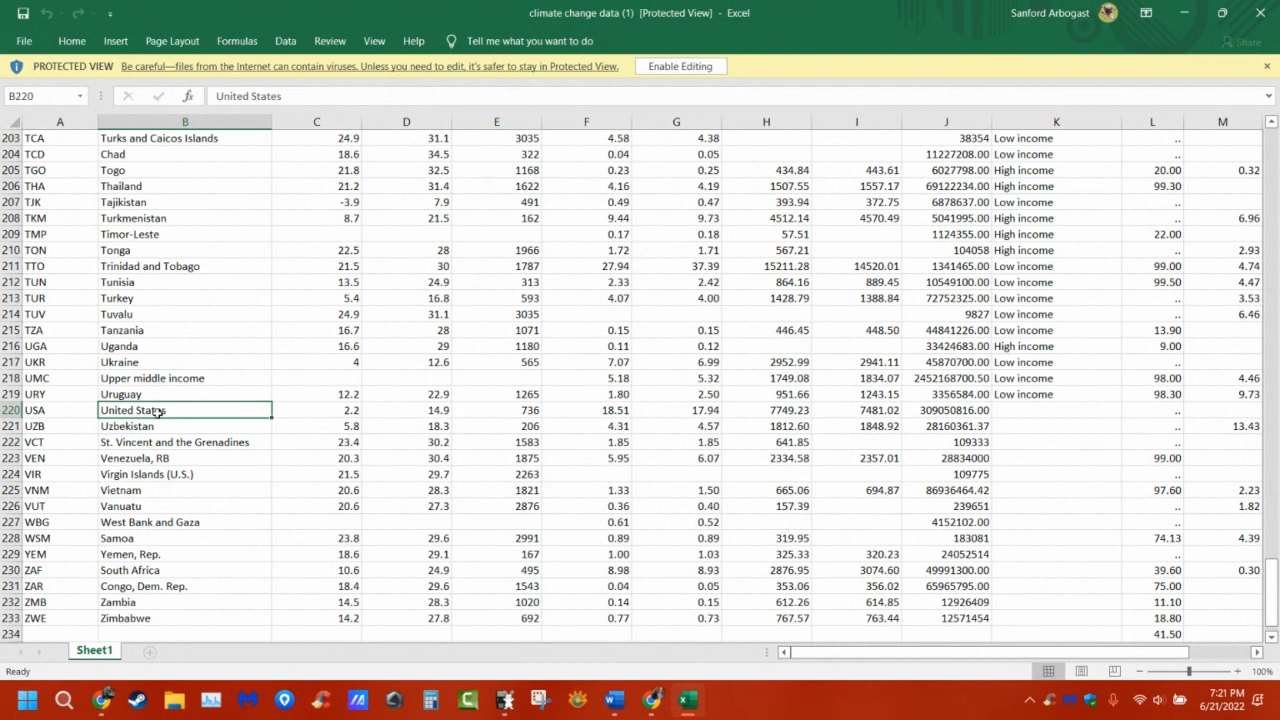 climate change data (1) [Protected View] - Excel
Sanford Arbogast
File Home Insert Page Layout Formulas Data Review View Help Tell me what you want to do Share
PROTECTED VIEW Be careful—files from the Internet can contain viruses. Unless you need to edit, it's safer to stay in Protected View. Enable Editing
B220 fx United States
A B C D E F G H I J K L M
203 TCA Turks and Caicos Islands 24.9 31.1 3035 4.58 4.38 38354 Low income ..
204 TCD Chad 18.6 34.5 322 0.04 0.05 11227208.00 Low income ..
205 TGO Togo 21.8 32.5 1168 0.23 0.25 434.84 443.61 6027798.00 High income 20.00 0.32
206 THA Thailand 21.2 31.4 1622 4.16 4.19 1507.55 1557.17 69122234.00 High income 99.30
207 TJK Tajikistan -3.9 7.9 491 0.49 0.47 393.94 372.75 6878637.00 Low income ..
208 TKM Turkmenistan 8.7 21.5 162 9.44 9.73 4512.14 4570.49 5041995.00 High income .. 6.96
209 TMP Timor-Leste 0.17 0.18 57.51 1124355.00 High income 22.00
210 TON Tonga 22.5 28 1966 1.72 1.71 567.21 104058 High income .. 2.93
211 TTO Trinidad and Tobago 21.5 30 1787 27.94 37.39 15211.28 14520.01 1341465.00 Low income 99.00 4.74
212 TUN Tunisia 13.5 24.9 313 2.33 2.42 864.16 889.45 10549100.00 Low income 99.50 4.47
213 TUR Turkey 5.4 16.8 593 4.07 4.00 1428.79 1388.84 72752325.00 Low income .. 3.53
214 TUV Tuvalu 24.9 31.1 3035 9827 Low income .. 6.46
215 TZA Tanzania 16.7 28 1071 0.15 0.15 446.45 448.50 44841226.00 Low income 13.90
216 UGA Uganda 16.6 29 1180 0.11 0.12 33424683.00 High income 9.00
217 UKR Ukraine 4 12.6 565 7.07 6.99 2952.99 2941.11 45870700.00 Low income ..
218 UMC Upper middle income 5.18 5.32 1749.08 1834.07 2452168700.50 Low income 98.00 4.46
219 URY Uruguay 12.2 22.9 1265 1.80 2.50 951.66 1243.15 3356584.00 Low income 98.30 9.73
220 USA United States 2.2 14.9 736 18.51 17.94 7749.23 7481.02 309050816.00 ..
221 UZB Uzbekistan 5.8 18.3 206 4.31 4.57 1812.60 1848.92 28160361.37 .. 13.43
222 VCT St. Vincent and the Grenadines 23.4 30.2 1583 1.85 1.85 641.85 109333 ..
223 VEN Venezuela, RB 20.3 30.4 1875 5.95 6.07 2334.58 2357.01 28834000 99.00
224 VIR Virgin Islands (U.S.) 21.5 29.7 2263 109775 ..
225 VNM Vietnam 20.6 28.3 1821 1.33 1.50 665.06 694.87 86936464.42 97.60 2.23
226 VUT Vanuatu 20.6 27.3 2876 0.36 0.40 157.39 239651 .. 1.82
227 WBG West Bank and Gaza 0.61 0.52 4152102.00 ..
228 WSM Samoa 23.8 29.6 2991 0.89 0.89 319.95 183081 74.13 4.39
229 YEM Yemen, Rep. 18.6 29.1 167 1.00 1.03 325.33 320.23 24052514 ..
230 ZAF South Africa 10.6 24.9 495 8.98 8.93 2876.95 3074.60 49991300.00 39.60 0.30
231 ZAR Congo, Dem. Rep. 18.4 29.6 1543 0.04 0.05 353.06 356.02 65965795.00 75.00
232 ZMB Zambia 14.5 28.3 1020 0.14 0.15 612.26 614.85 12926409 11.10
233 ZWE Zimbabwe 14.2 27.8 692 0.77 0.73 767.57 763.44 12571454 18.80
234 41.50
Sheet1
Ready 100%
7:21 PM
6/21/2022